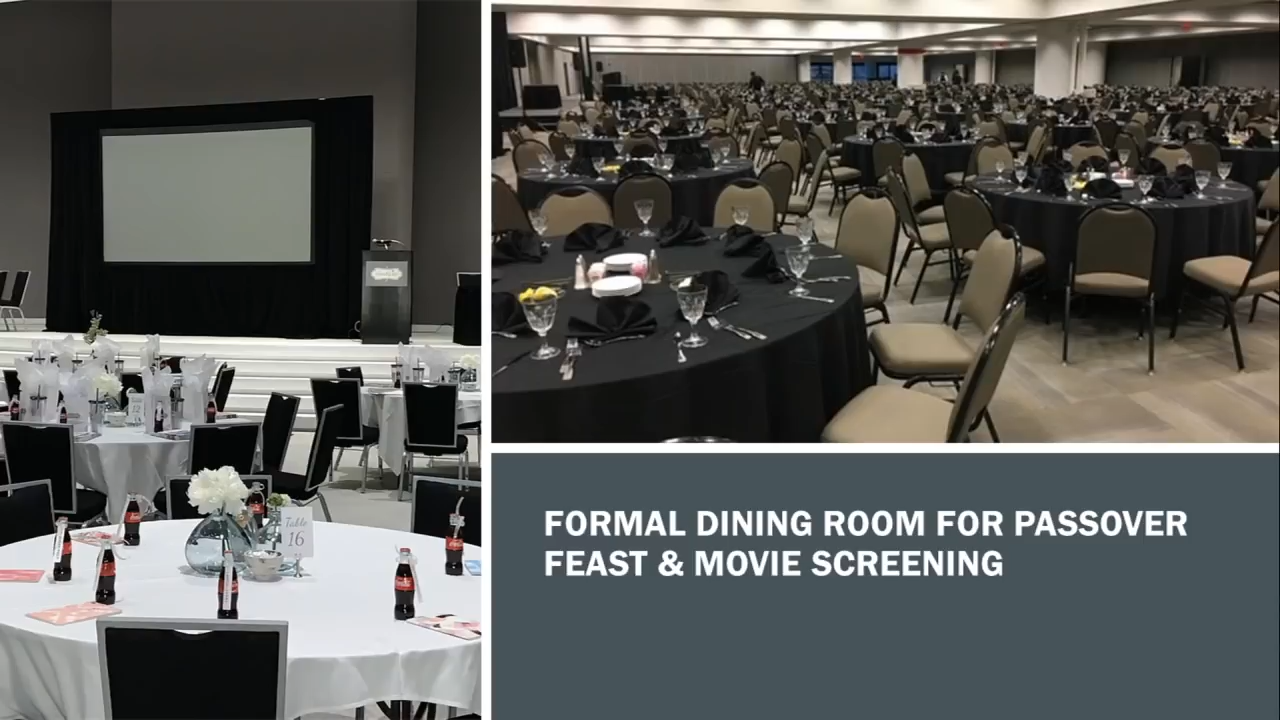 FORMAL DINING ROOM FOR PASSOVER
FEAST & MOVIE SCREENING
Table
16